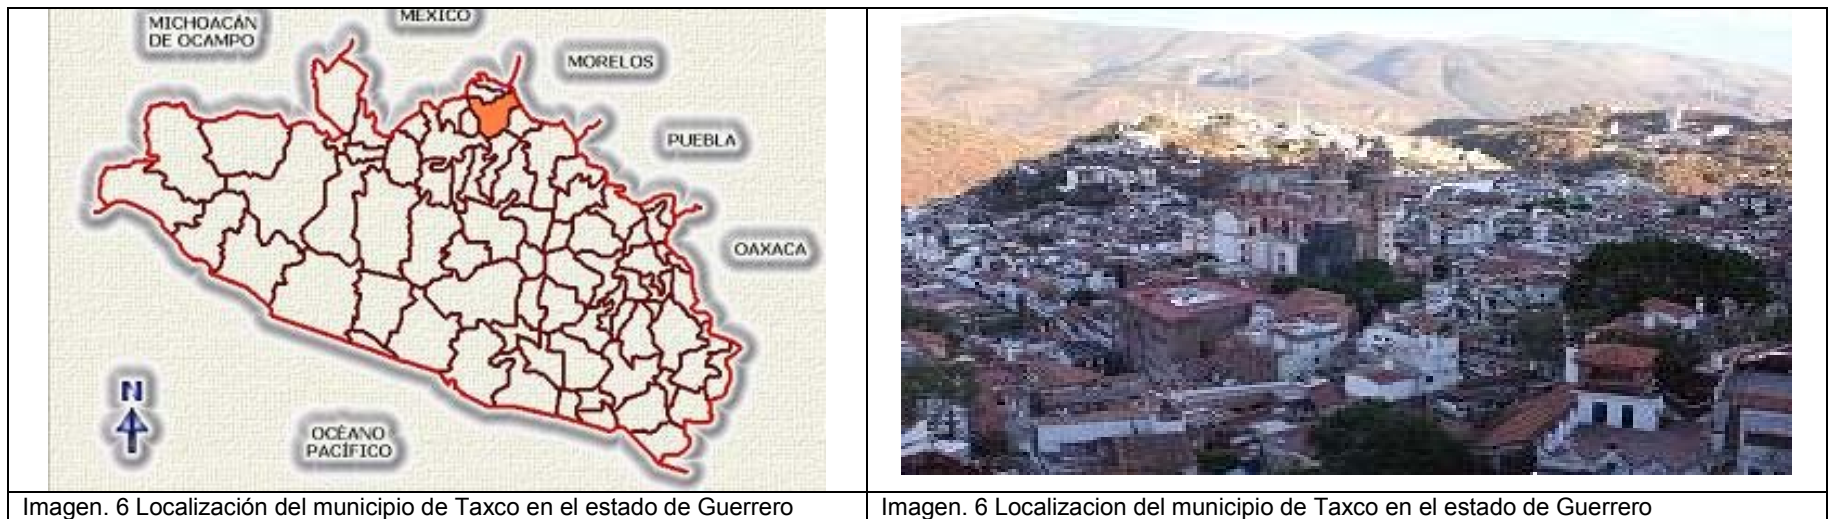 MICHOACÁN
DE OCAMPO
MÉXICO
MORELOS
PUEBLA
OAXACA
N
OCÉANO
PACÍFICO
Imagen. 6 Localización del municipio de Taxco en el estado de Guerrero
Imagen. 6 Localizacion del municipio de Taxco en el estado de Guerrero